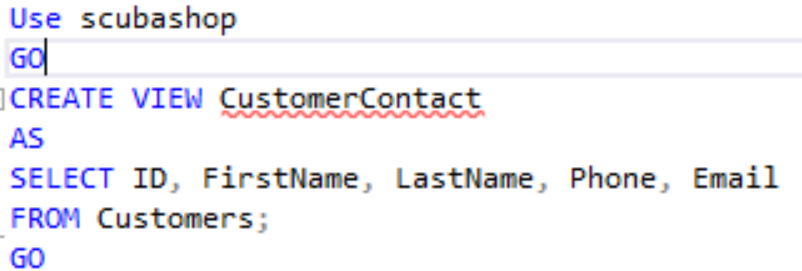 Use scubashop
GO
CREATE VIEW CustomerContact
AS
SELECT ID, FirstName, LastName, Phone, Email
FROM Customers;
GO